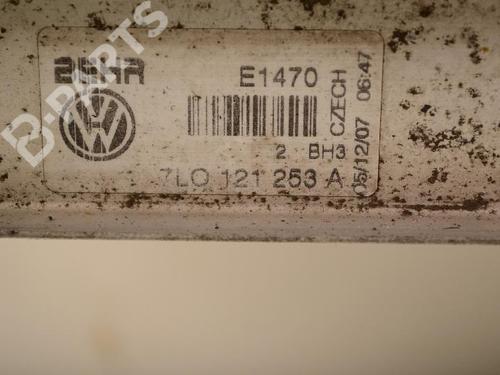 BEHR
E1470
2 BH3
7L0 121 253 A
CZECH
05/12/07 06:47
B-PARTS